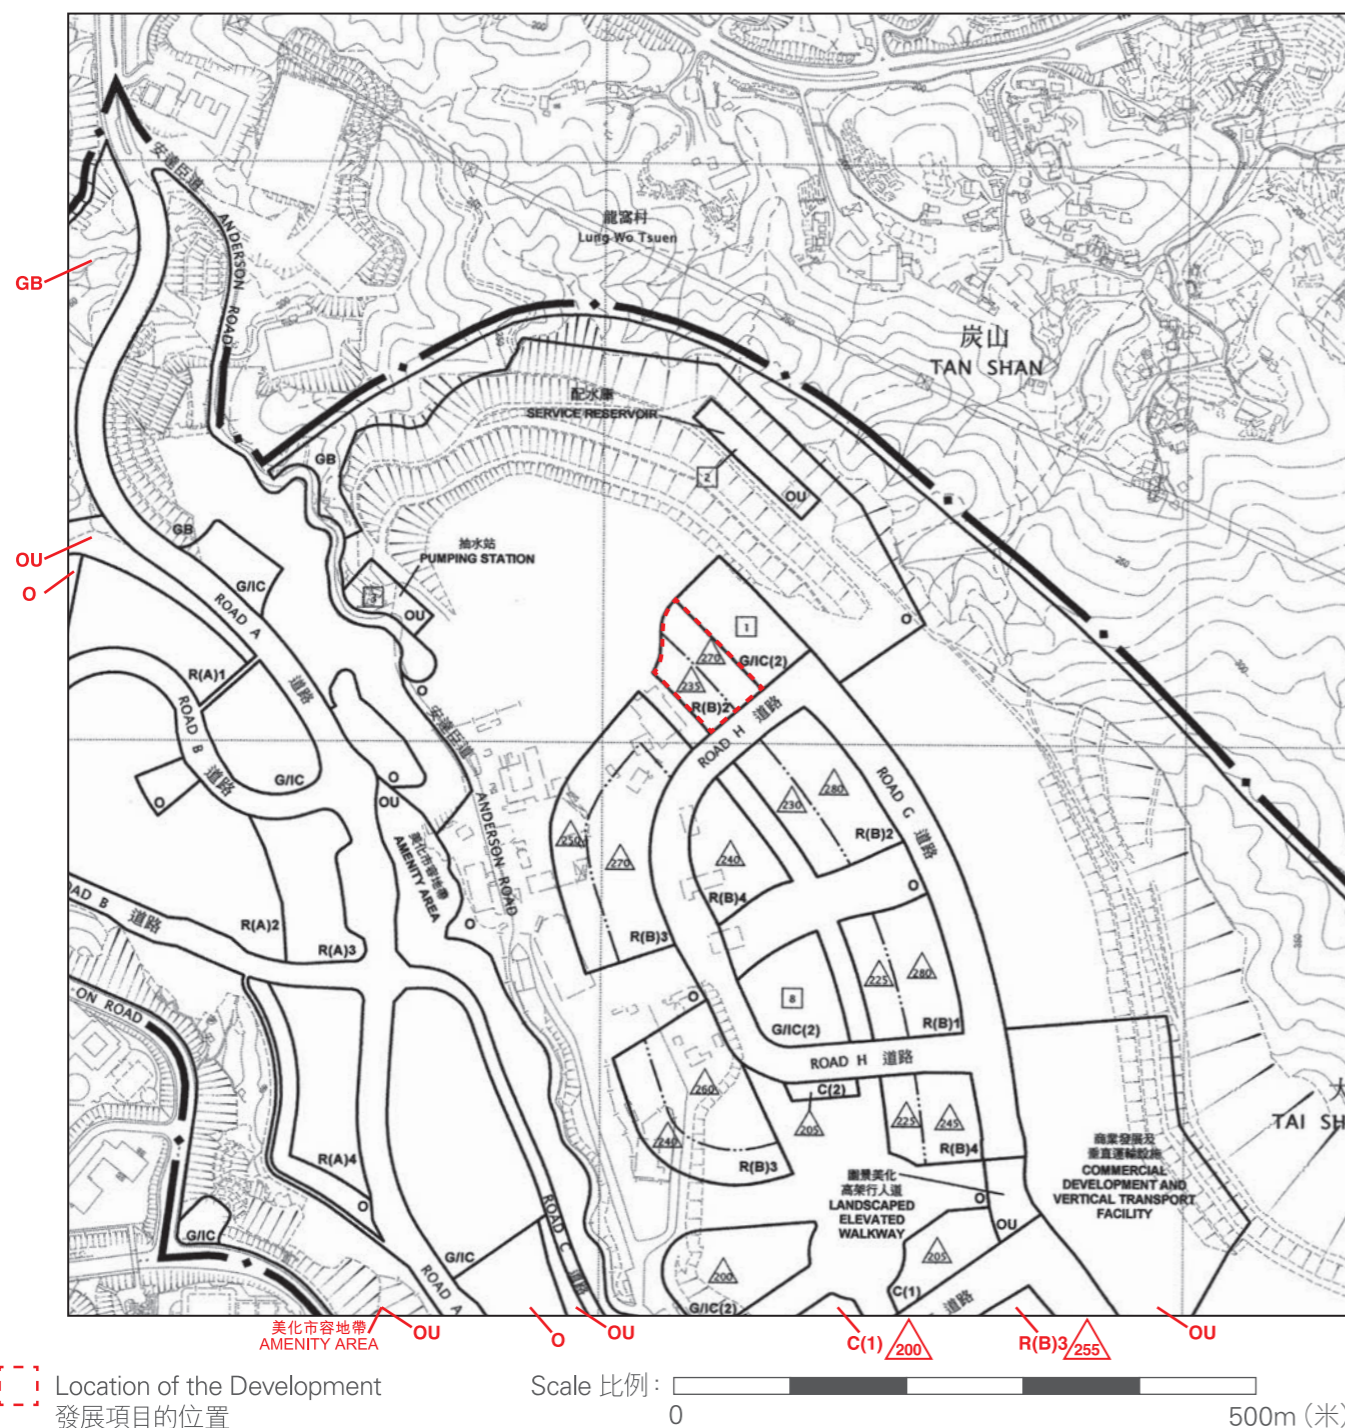 安達臣道
ANDERSON ROAD
龍窩村
Lung Wo Tsuen
GB
炭山
TAN SHAN
配水庫
SERVICE RESERVOIR
GB
2
OU
OU
GB
抽水站
PUMPING STATION
O
G/IC
3
OU
O
ROAD A 道路
1
G/IC(2)
270
235
R(B)2
R(A)1
O
ROAD H 道路
安達臣道
ANDERSON ROAD
ROAD B 道路
G/IC
O
O
OU
美化市容地帶
AMENITY AREA
ROAD G 道路
280
230
R(B)2
250
270
240
R(B)4
O
ROAD B 道路
R(A)2
R(A)3
O
R(B)3
225
280
R(B)1
O
8
G/IC(2)
ON ROAD
ROAD H 道路
C(2)
205
260
240
R(B)3
225
245
R(B)4
TAI SH
商業發展及
垂直運輸設施
COMMERCIAL
DEVELOPMENT AND
VERTICAL TRANSPORT
FACILITY
R(A)4
O
園景美化
高架行人道
LANDSCAPED
ELEVATED
WALKWAY
O
OU
G/IC
G/IC
ROAD A
ROAD C 道路
200
G/IC(2)
205
C(1)
道路
美化市容地帶
AMENITY AREA
OU
O
OU
C(1) 200
R(B)3 255
OU
Location of the Development
發展項目的位置
Scale 比例：
0
500m（米）